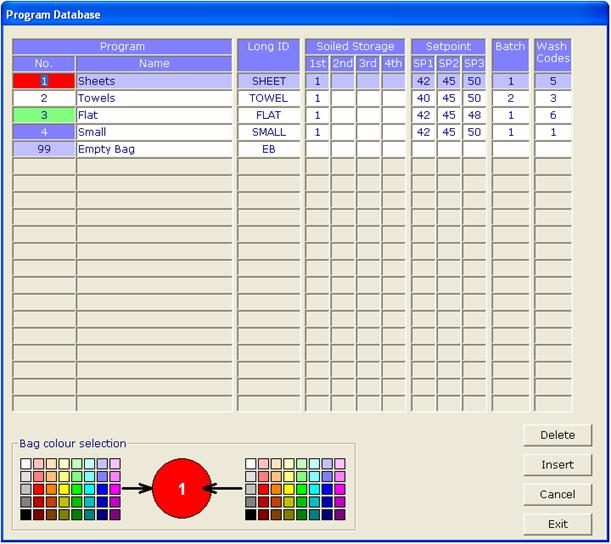 Program Database
Program Long ID Soiled Storage Setpoint Batch Wash Codes
No. Name 1st 2nd 3rd 4th SP1 SP2 SP3
1 Sheets SHEET 1 42 45 50 1 5
2 Towels TOWEL 1 40 45 50 2 3
3 Flat FLAT 1 42 45 48 1 6
4 Small SMALL 1 42 45 50 1 1
99 Empty Bag EB
Bag colour selection
1
Delete
Insert
Cancel
Exit